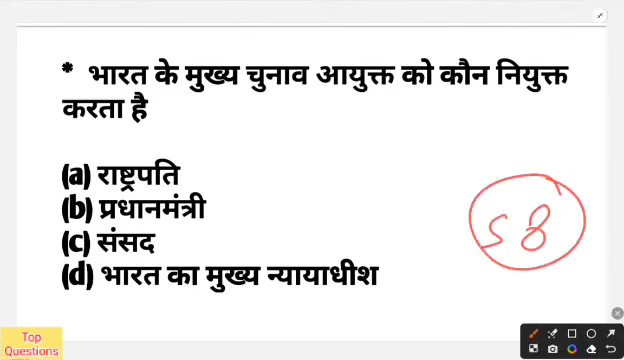 * भारत के मुख्य चुनाव आयुक्त को कौन नियुक्त
करता है
(a) राष्ट्रपति
(b) प्रधानमंत्री
(c) संसद
(d) भारत का मुख्य न्यायाधीश
58
Top
Questions